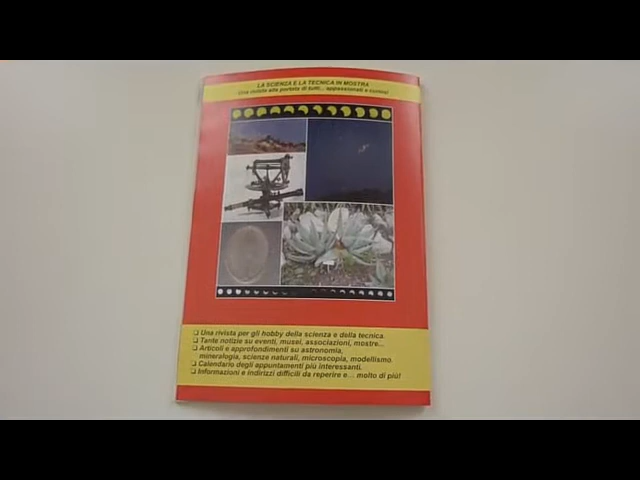 LA SCIENZA E LA TECNICA IN MOSTRA
Una rivista alla portata di tutti... appassionati e curiosi!
❑ Una rivista per gli hobby della scienza e della tecnica.
❑ Tante notizie su eventi, musei, associazioni, mostre...
❑ Articoli e approfondimenti su astronomia,
mineralogia, scienze naturali, microscopia, modellismo.
❑ Calendario degli appuntamenti più interessanti.
❑ Informazioni e indirizzi difficili da reperire e... molto di più!